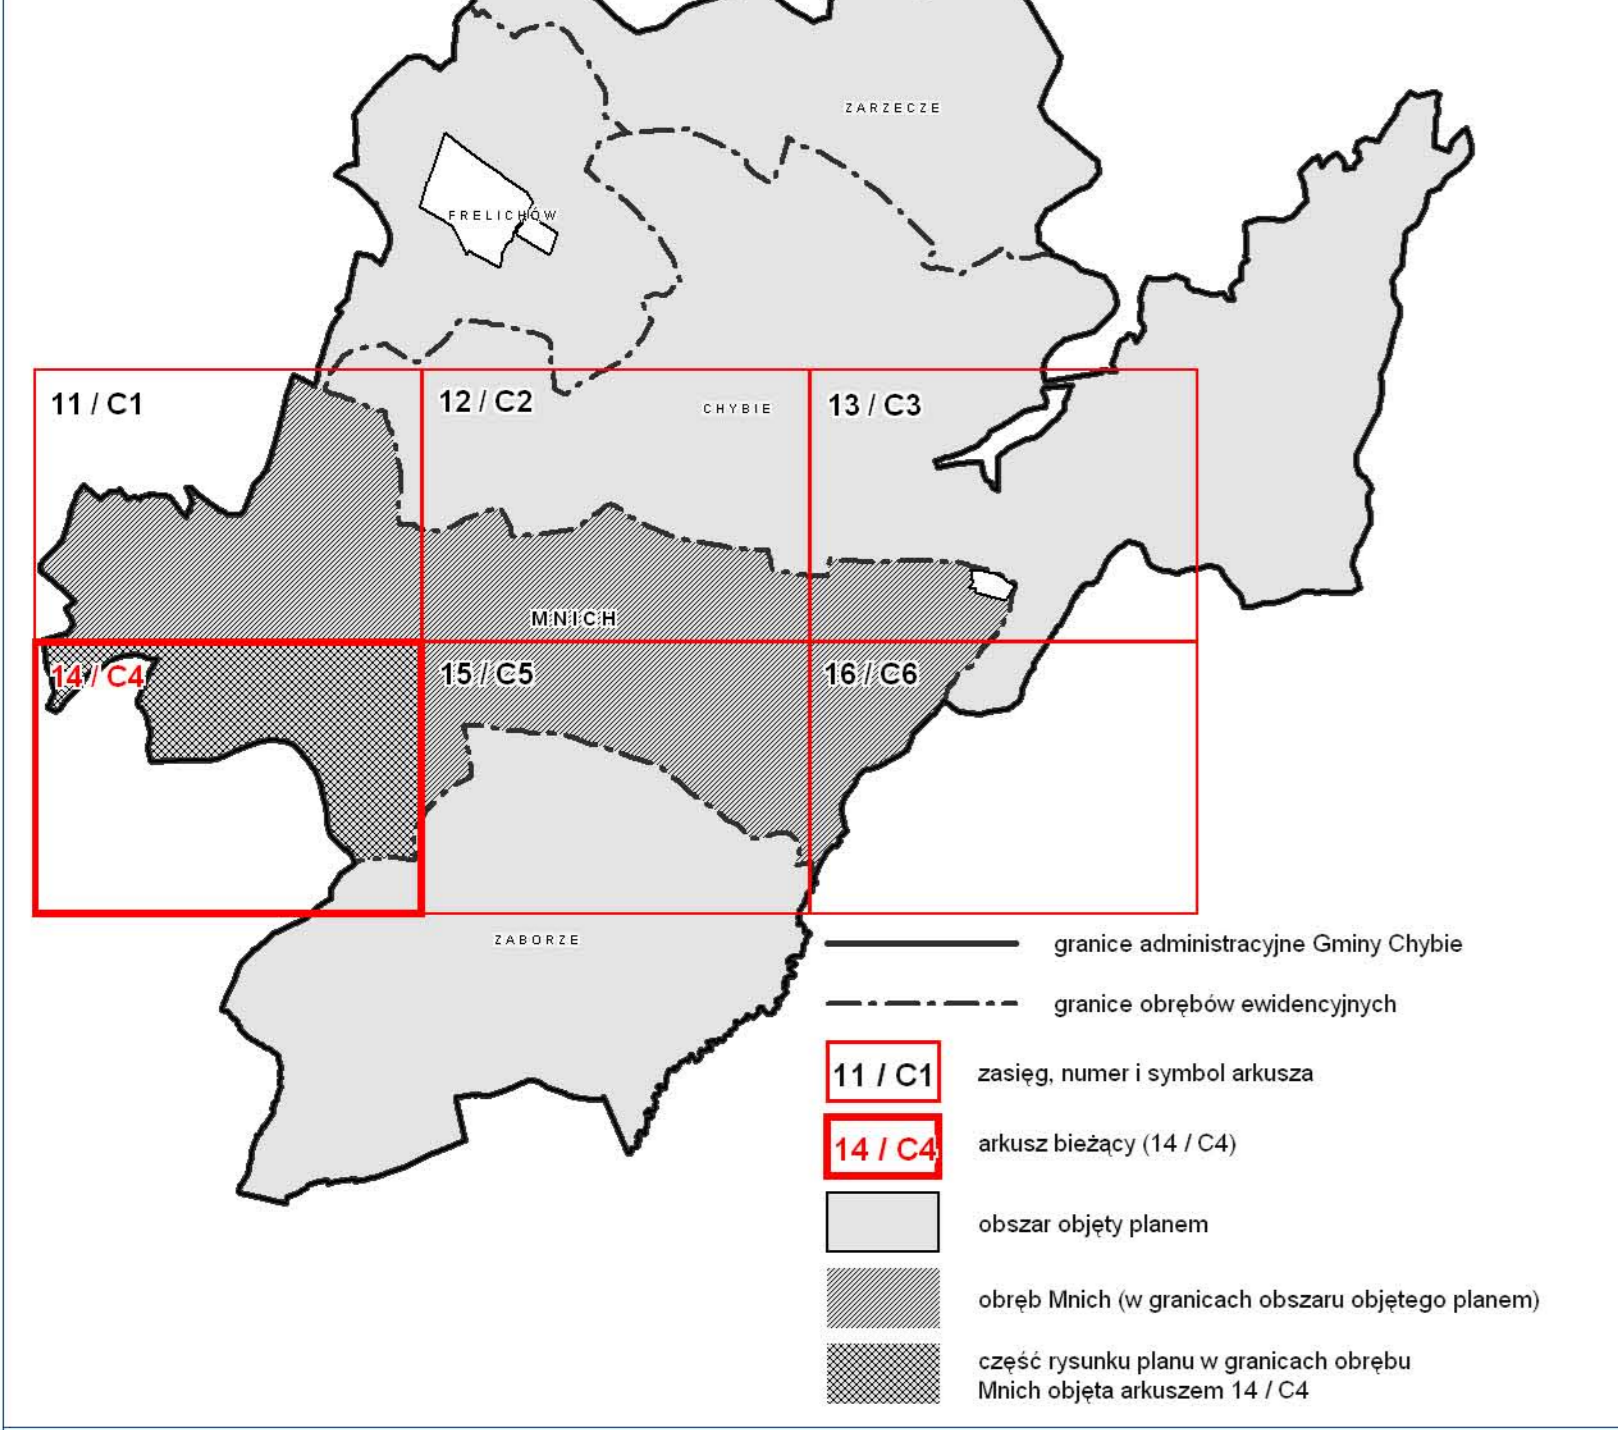 ZARZECZE
FRELICHÓW
11 / C1
12 / C2
CHYBIE
13 / C3
MNICH
14 / C4
15 / C5
16 / C6
ZABORZE
granice administracyjne Gminy Chybie
granice obrębów ewidencyjnych
11 / C1
zasięg, numer i symbol arkusza
14 / C4
arkusz bieżący (14 / C4)
obszar objęty planem
obręb Mnich (w granicach obszaru objętego planem)
część rysunku planu w granicach obrębu
Mnich objęta arkuszem 14 / C4